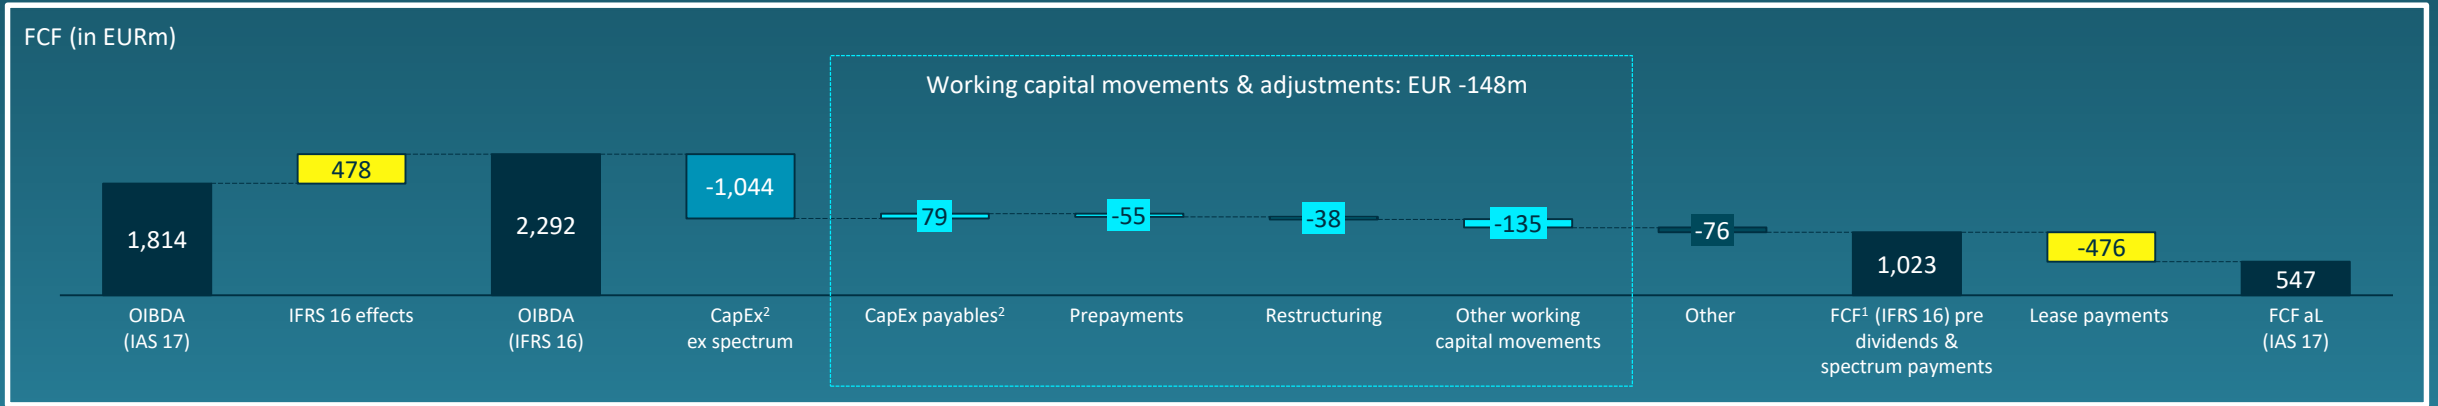 FCF (in EURm)
Working capital movements & adjustments: EUR -148m
1,814
478
2,292
-1,044
79
-55
-38
-135
-76
1,023
-476
547
OIBDA
(IAS 17)
IFRS 16 effects
OIBDA
(IFRS 16)
CapEx²
ex spectrum
CapEx payables²
Prepayments
Restructuring
Other working
capital movements
Other
FCF¹ (IFRS 16) pre
dividends &
spectrum payments
Lease payments
FCF aL
(IAS 17)